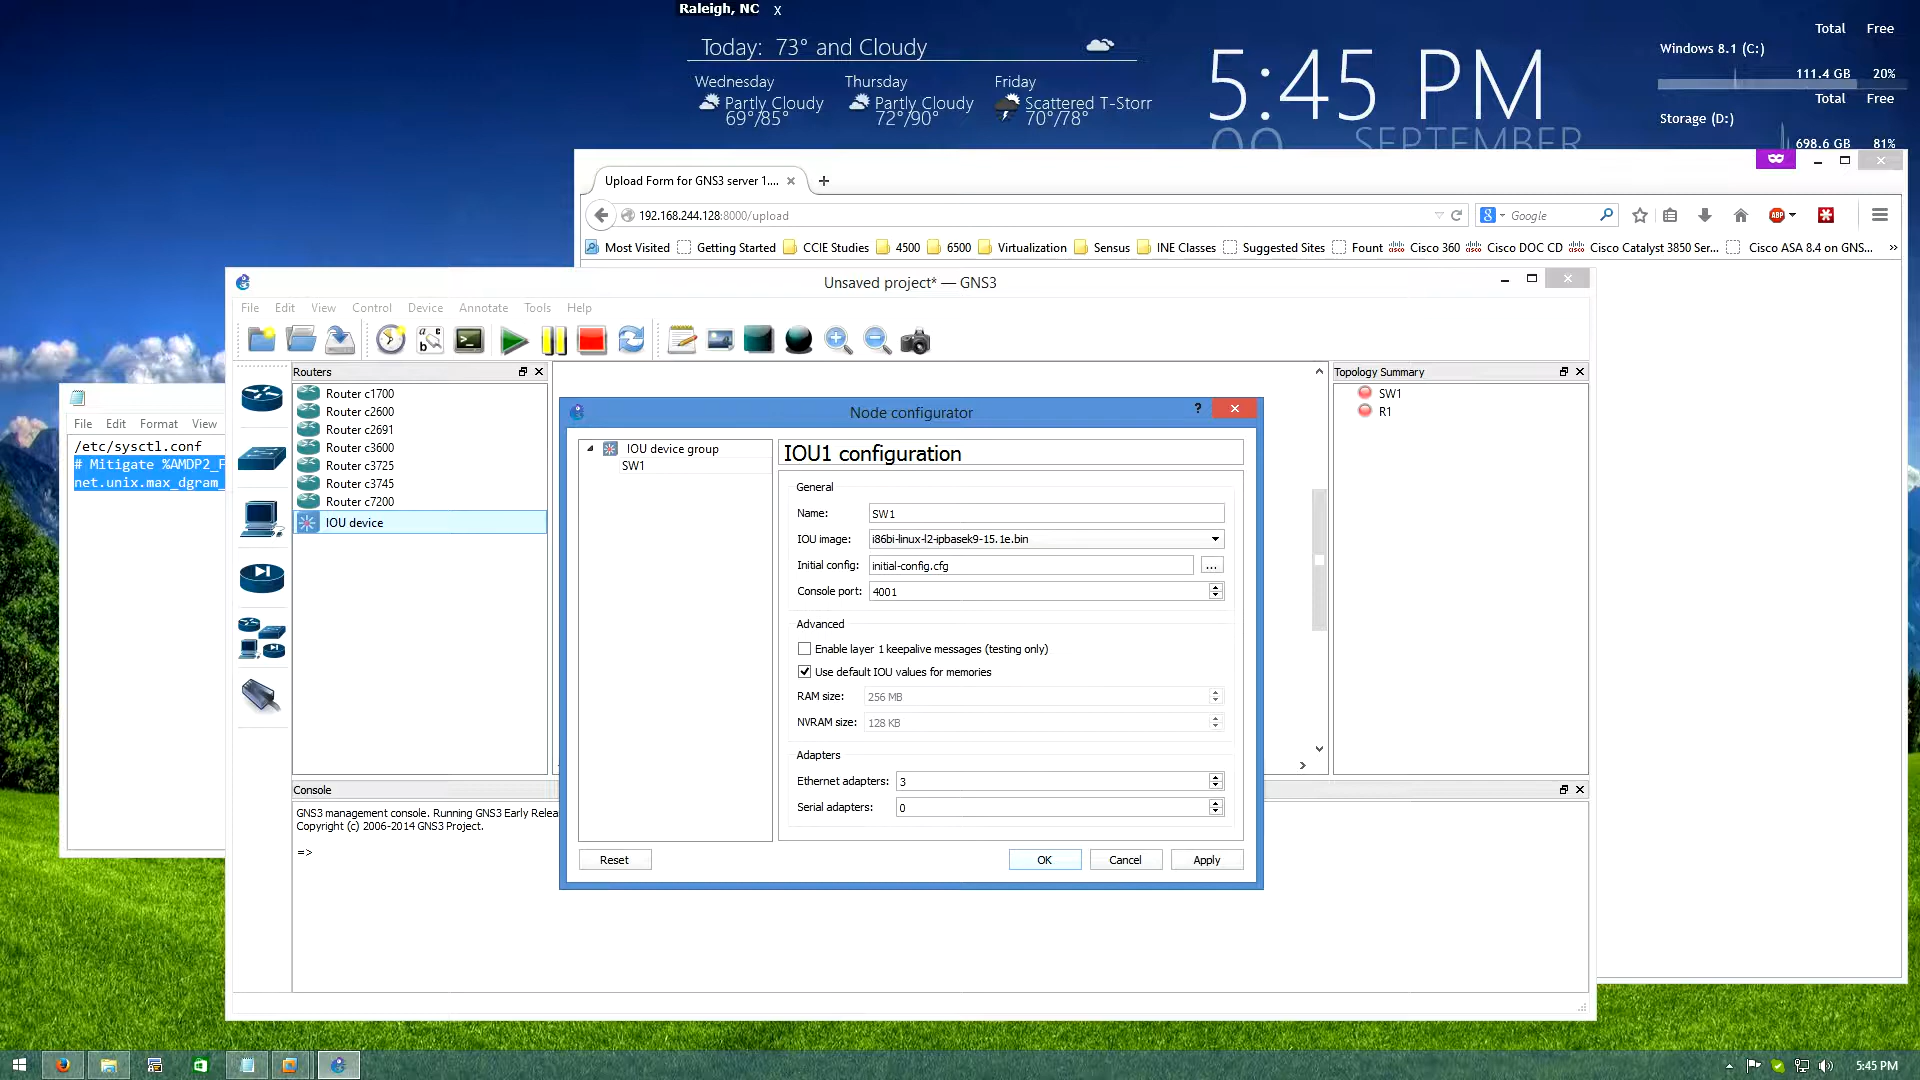 Raleigh, NC x
Today: 73° and Cloudy
Wednesday
Partly Cloudy
69°/85°
Thursday
Partly Cloudy
72°/90°
Friday
Scattered T-Storr
70°/78°
5:45 PM
09 SEPTEMBER
Total Free
Windows 8.1 (C:)
111.4 GB 20%
Total Free
Storage (D:)
698.6 GB 81%
Upload Form for GNS3 server 1....
192.168.244.128:8000/upload
Google
ABP
Most Visited
Getting Started
CCIE Studies
4500
6500
Virtualization
Sensus
INE Classes
Suggested Sites
Fount
Cisco 360
Cisco DOC CD
Cisco Catalyst 3850 Ser...
Cisco ASA 8.4 on GNS...
Unsaved project* — GNS3
File Edit View Control Device Annotate Tools Help
File Edit Format View
/etc/sysctl.conf
# Mitigate %AMDP2_F
net.unix.max_dgram_
Routers
Router c1700
Router c2600
Router c2691
Router c3600
Router c3725
Router c3745
Router c7200
IOU device
Topology Summary
SW1
R1
Node configurator
?
IOU device group
SW1
IOU1 configuration
General
Name: SW1
IOU image: i86bi-linux-l2-ipbasek9-15.1e.bin
Initial config: initial-config.cfg ...
Console port: 4001
Advanced
Enable layer 1 keepalive messages (testing only)
Use default IOU values for memories
RAM size: 256 MB
NVRAM size: 128 KB
Adapters
Ethernet adapters: 3
Serial adapters: 0
Reset OK Cancel Apply
Console
GNS3 management console. Running GNS3 Early Relea
Copyright (c) 2006-2014 GNS3 Project.
=>
5:45 PM